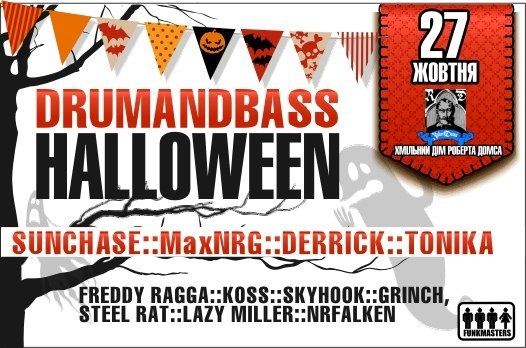 27
ЖОВТНЯ
ХМІЛЬНИЙ ДІМ РОБЕРТА ДОМСА
DRUMANDBASS
HALLOWEEN
SUNCHASE::MaxNRG::DERRICK::TONIKA
FREDDY RAGGA::KOSS::SKYHOOK::GRINCH,
STEEL RAT::LAZY MILLER::NRFALKEN
FUNKMASTERS